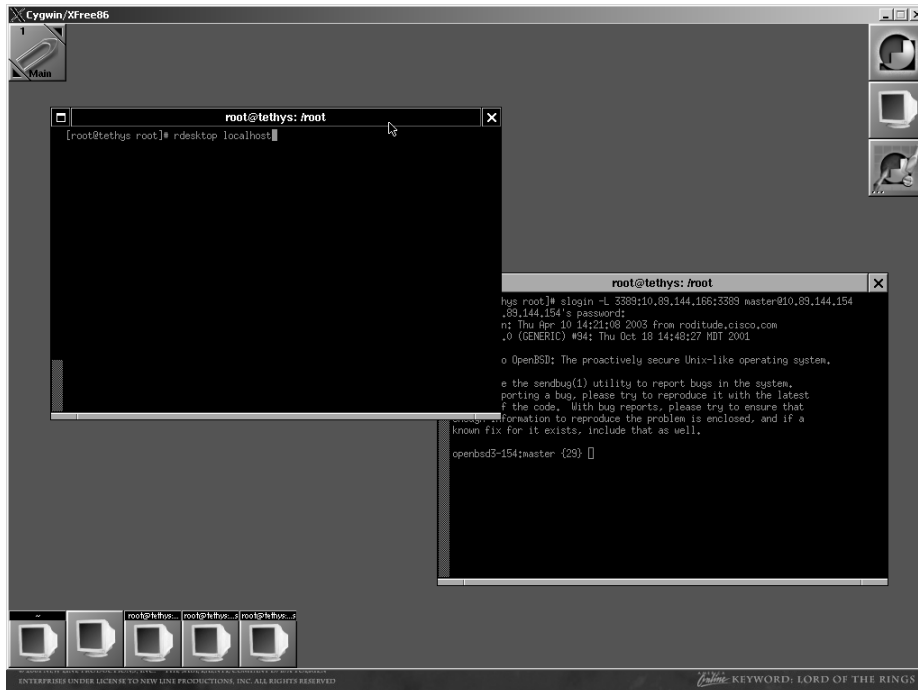 Cygwin/XFree86
1
Main
root@tethys: /root
[root@tethys root]# rdesktop localhost
root@tethys: /root
hys root]# slogin -L 3389:10.89.144.166:3389 master@10.89.144.154
.89.144.154's password:
n: Thu Apr 10 14:21:08 2003 from roditude.cisco.com
.0 (GENERIC) #94: Thu Oct 18 14:48:27 MDT 2001
o OpenBSD: The proactively secure Unix-like operating system.
e the sendbug(1) utility to report bugs in the system.
porting a bug, please try to reproduce it with the latest
f the code. With bug reports, please try to ensure that
enough information to reproduce the problem is enclosed, and if a
known fix for it exists, include that as well.
openbsd3-154:master {29}
~
root@tethys:...
root@tethys:...s
root@tethys:...s
ENTERPRISES UNDER LICENSE TO NEW LINE PRODUCTIONS, INC. ALL RIGHTS RESERVED
KEYWORD: LORD OF THE RINGS